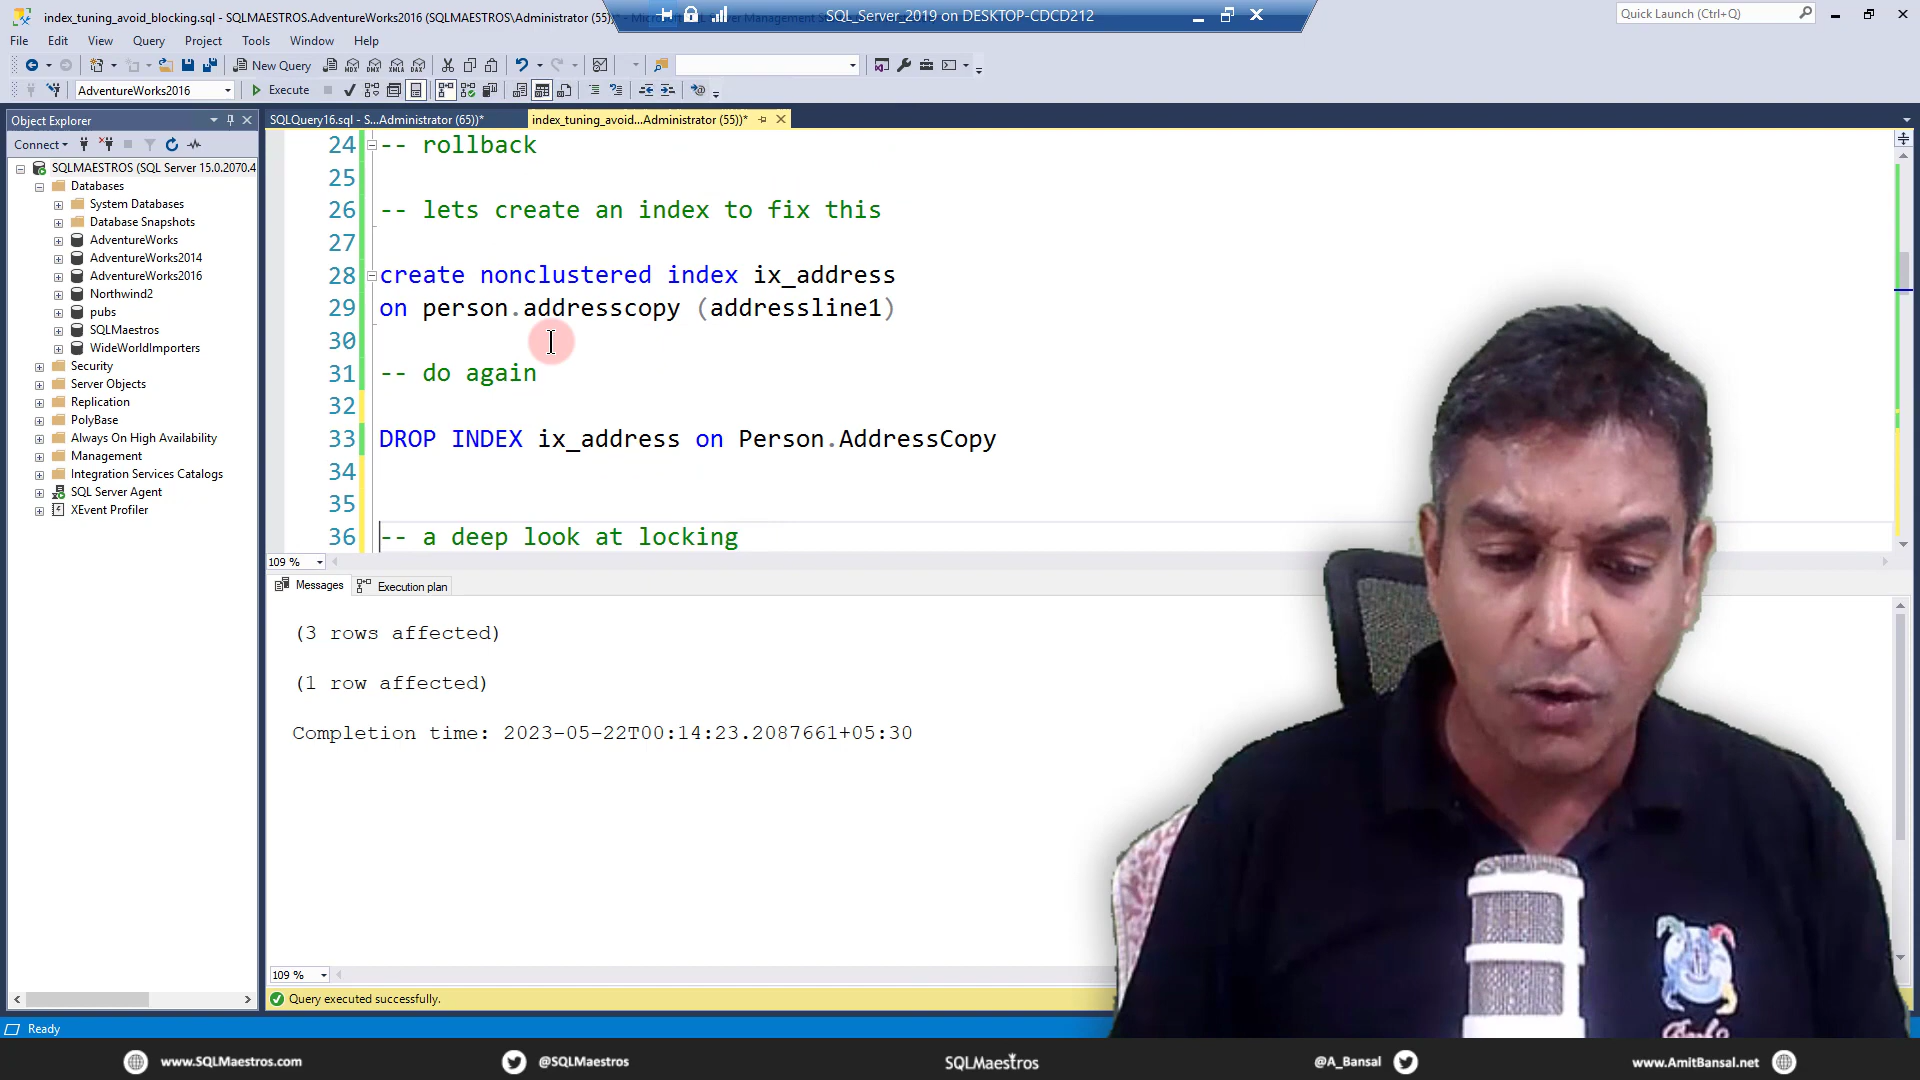 index_tuning_avoid_blocking.sql - SQLMAESTROS.AdventureWorks2016 (SQLMAESTROS\Administrator (55))*
SQL_Server_2019 on DESKTOP-CDCD212
Quick Launch (Ctrl+Q)
File Edit View Query Project Tools Window Help
New Query
AdventureWorks2016
Execute
Object Explorer
SQLQuery16.sql - S...Administrator (65))*
index_tuning_avoid...Administrator (55))*
Connect
SQLMAESTROS (SQL Server 15.0.2070.4
Databases
System Databases
Database Snapshots
AdventureWorks
AdventureWorks2014
AdventureWorks2016
Northwind2
pubs
SQLMaestros
WideWorldImporters
Security
Server Objects
Replication
PolyBase
Always On High Availability
Management
Integration Services Catalogs
SQL Server Agent
XEvent Profiler
24 -- rollback
25
26 -- lets create an index to fix this
27
28 create nonclustered index ix_address
29 on person.addresscopy (addressline1)
30
31 -- do again
32
33 DROP INDEX ix_address on Person.AddressCopy
34
35
36 -- a deep look at locking
109 %
Messages
Execution plan
(3 rows affected)
(1 row affected)
Completion time: 2023-05-22T00:14:23.2087661+05:30
109 %
Query executed successfully.
Ready
www.SQLMaestros.com
@SQLMaestros
SQLMaestros
@A_Bansal
www.AmitBansal.net